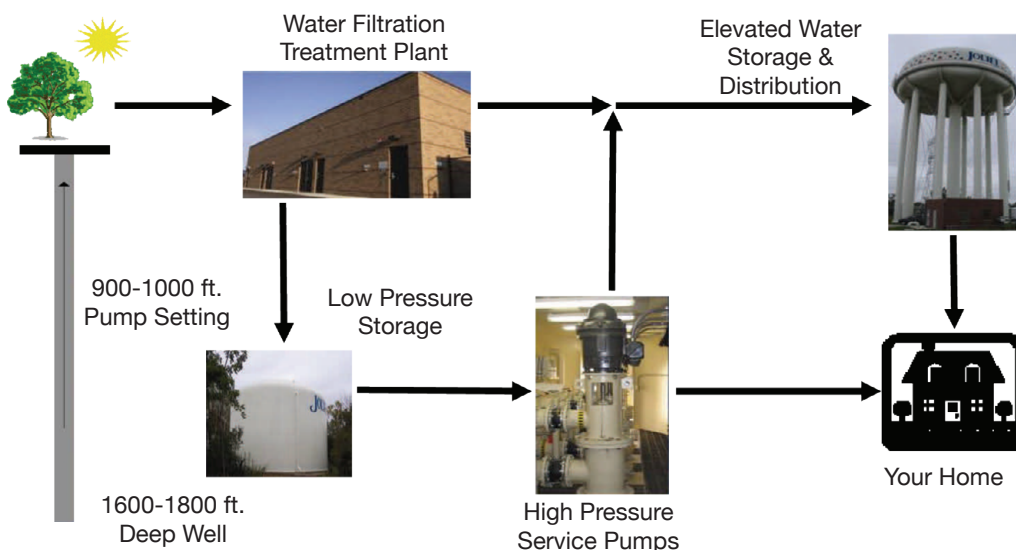 Water Filtration
Treatment Plant
Elevated Water
Storage &
Distribution
900-1000 ft.
Pump Setting
Low Pressure
Storage
1600-1800 ft.
Deep Well
High Pressure
Service Pumps
Your Home